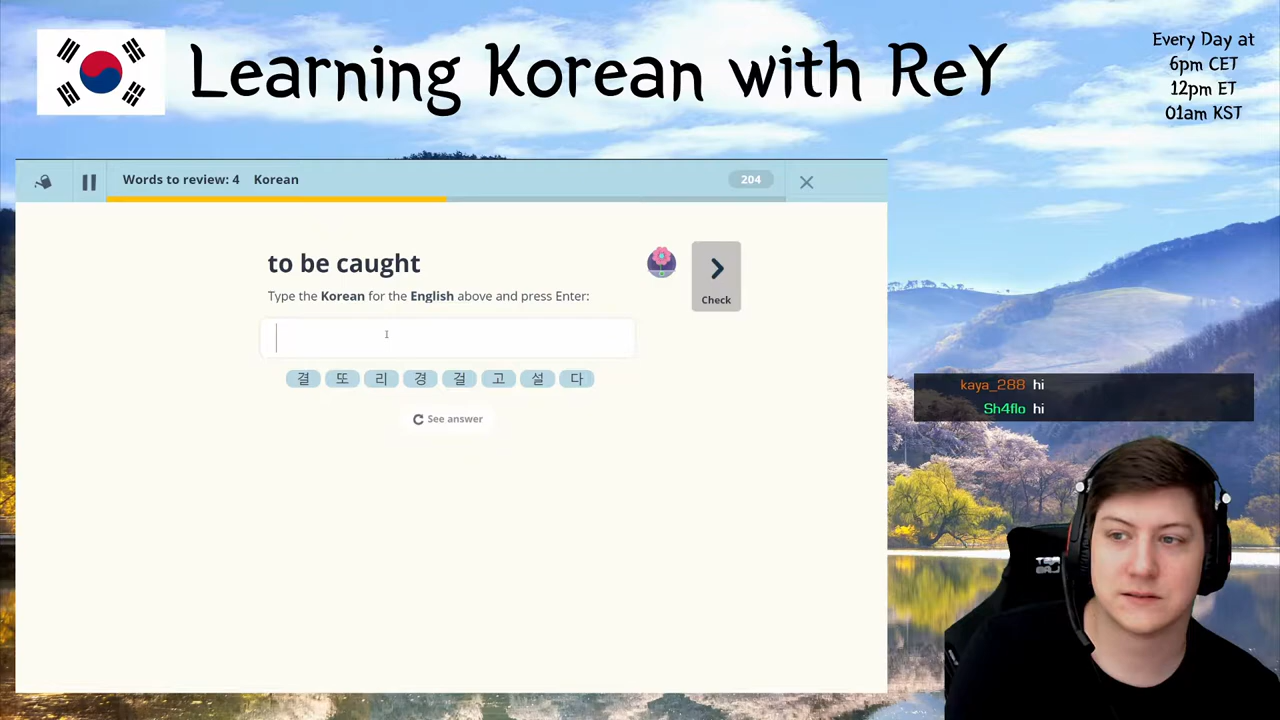 Learning Korean with ReY
Every Day at
6pm CET
12pm ET
01am KST
Words to review: 4 Korean
204
to be caught
Type the Korean for the English above and press Enter:
Check
결 또 리 경 걸 고 설 다
See answer
kaya_288 hi
Sh4flo hi